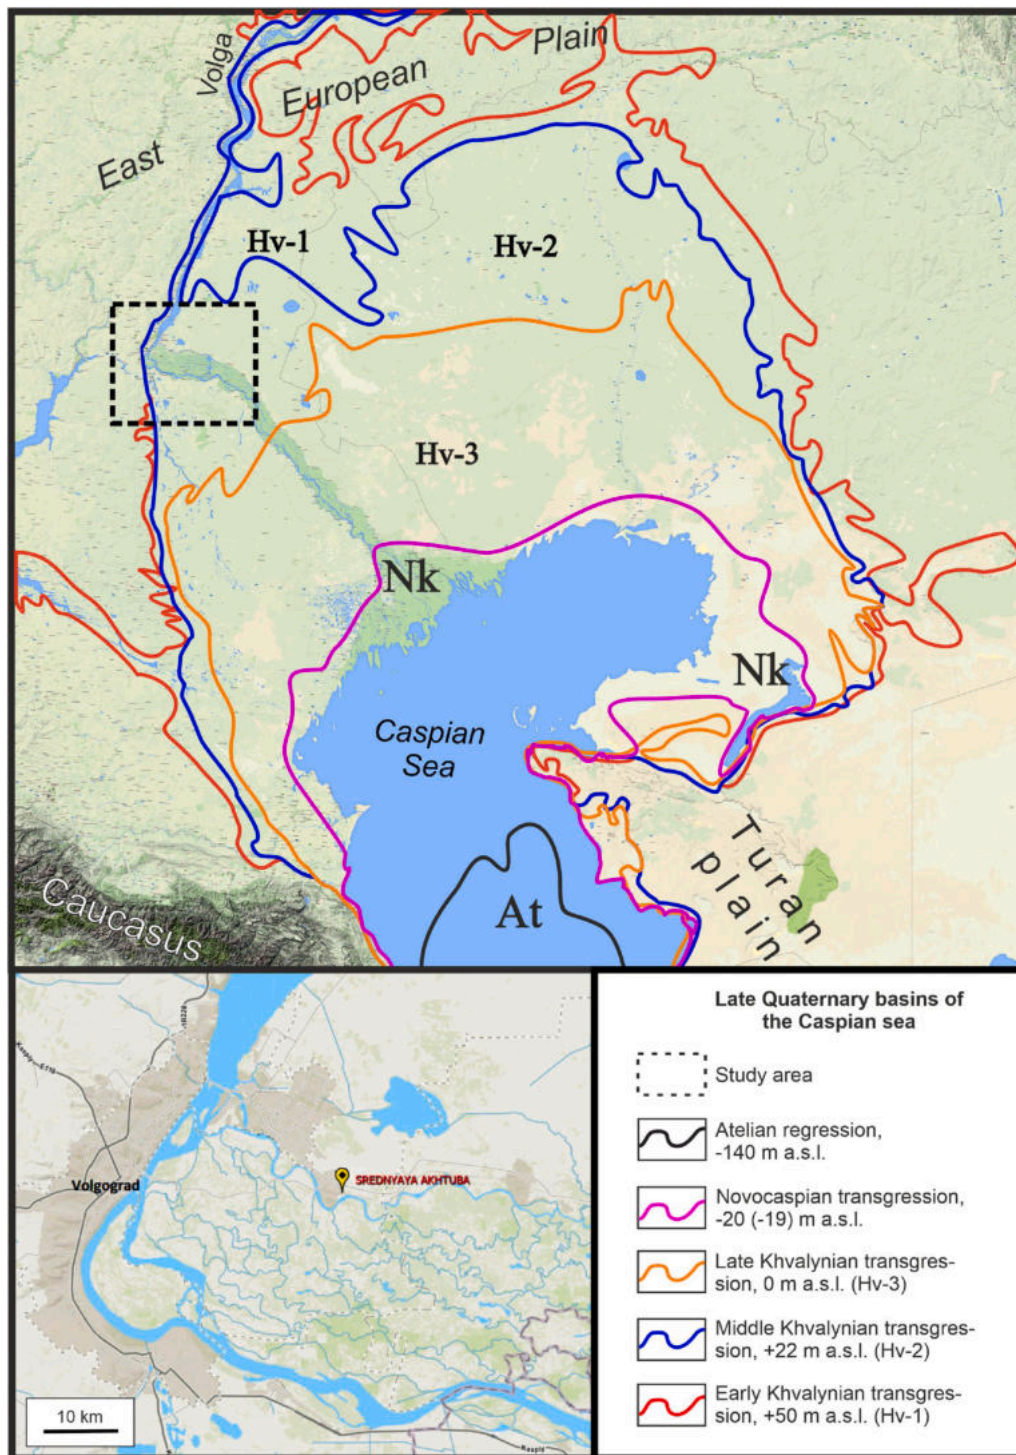 Volga
East
European
Plain
Hv-1
Hv-2
Hv-3
Nk
Nk
Caspian
Sea
At
Turan
plain
Caucasus
Volgograd
SREDNYAYA AKHTUBA
10 km
Late Quaternary basins of
the Caspian sea
Study area
Atelian regression,
-140 m a.s.l.
Novocaspian transgression,
-20 (-19) m a.s.l.
Late Khvalynian transgres-
sion, 0 m a.s.l. (Hv-3)
Middle Khvalynian transgres-
sion, +22 m a.s.l. (Hv-2)
Early Khvalynian transgres-
sion, +50 m a.s.l. (Hv-1)